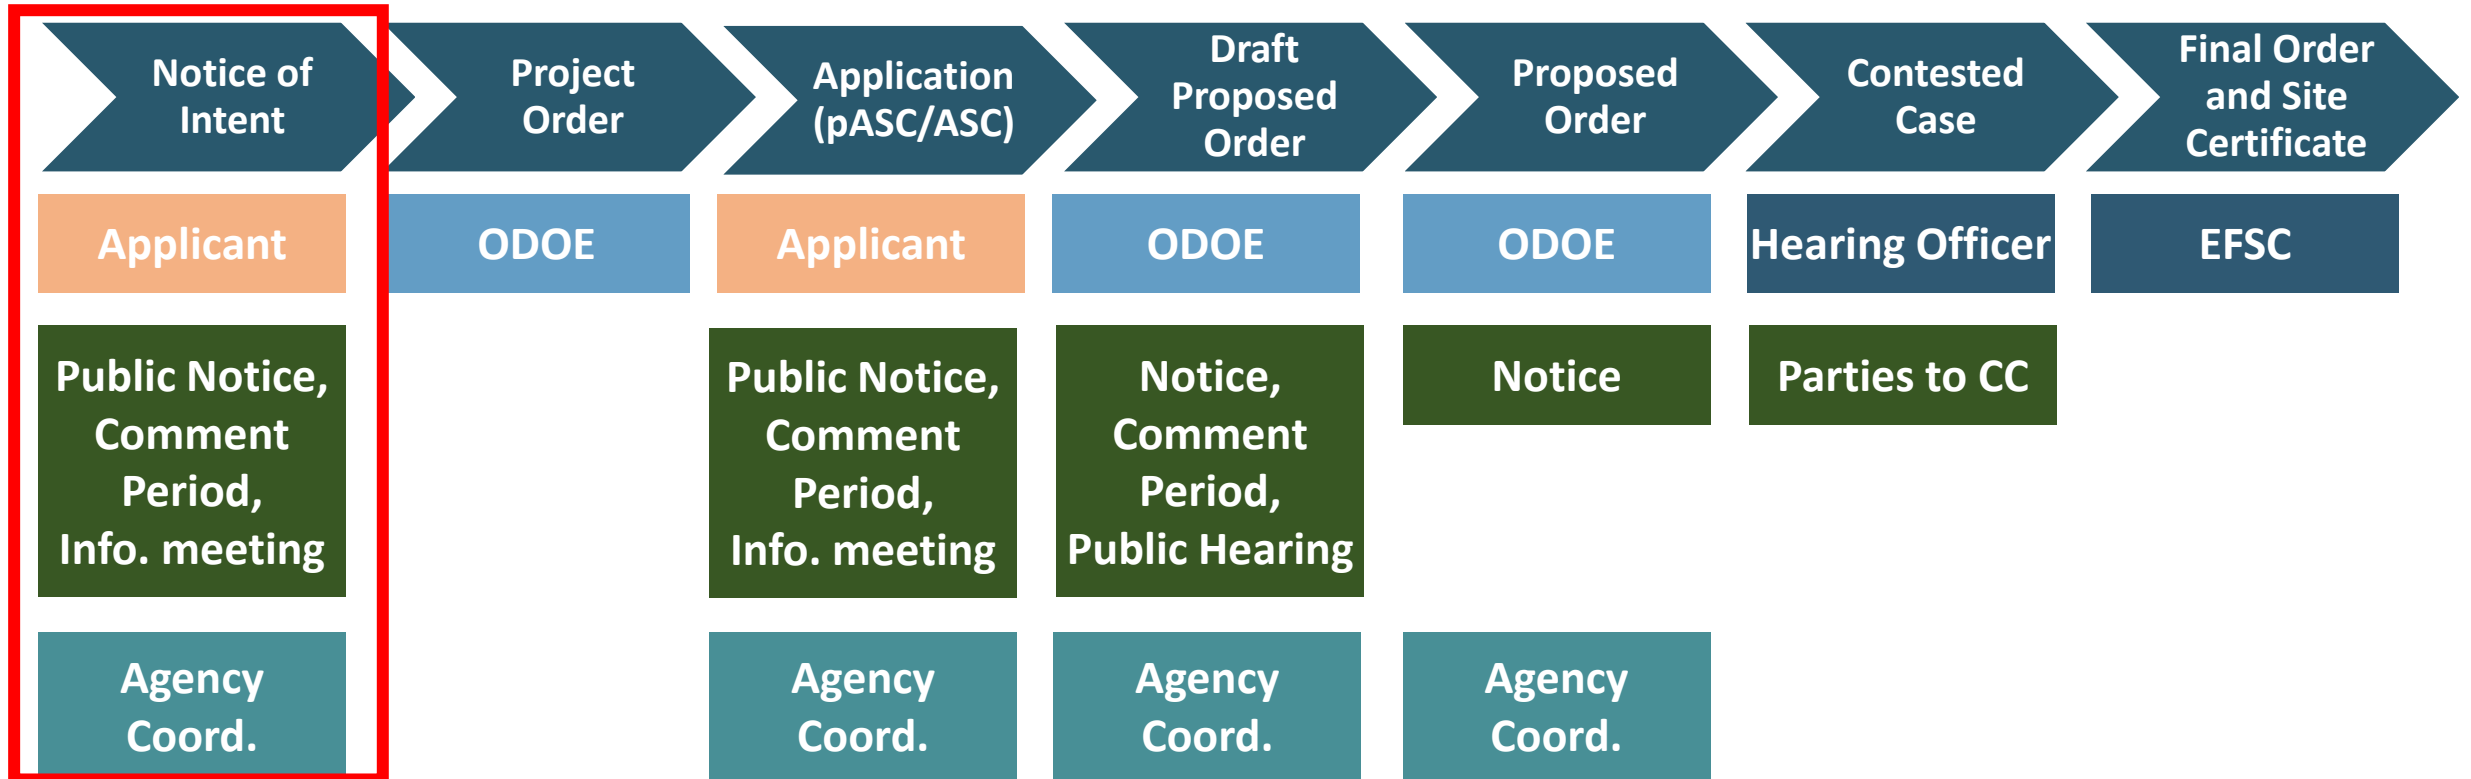 Notice of
Intent
Project
Order
Application
(pASC/ASC)
Draft
Proposed
Order
Proposed
Order
Contested
Case
Final Order
and Site
Certificate
Applicant
ODOE
Applicant
ODOE
ODOE
Hearing Officer
EFSC
Public Notice,
Comment
Period,
Info. meeting
Public Notice,
Comment
Period,
Info. meeting
Notice,
Comment
Period,
Public Hearing
Notice
Parties to CC
Agency
Coord.
Agency
Coord.
Agency
Coord.
Agency
Coord.